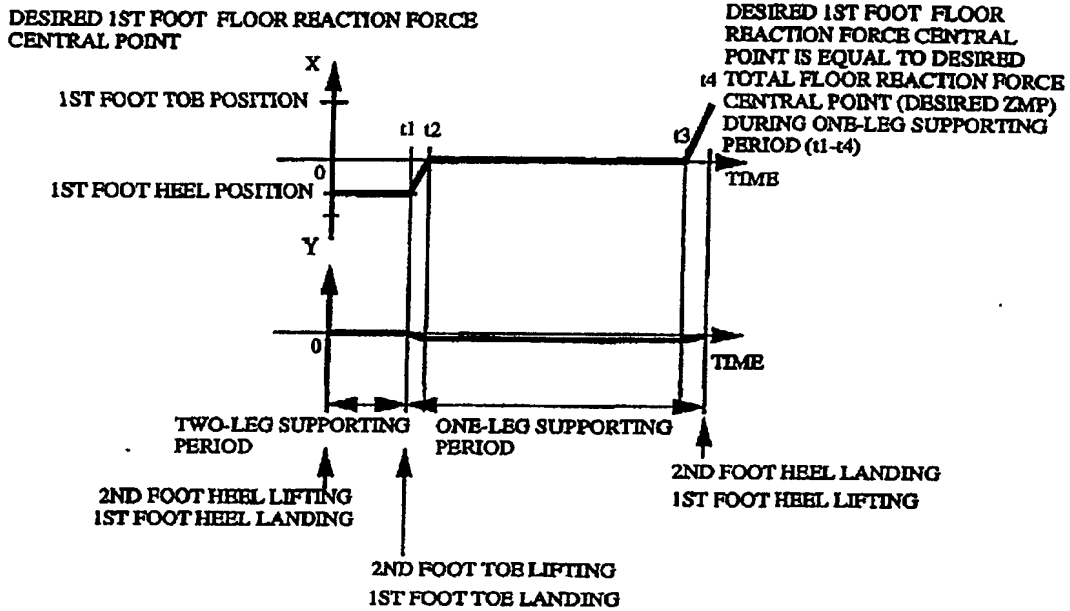 DESIRED 1ST FOOT FLOOR REACTION FORCE
CENTRAL POINT
DESIRED 1ST FOOT FLOOR
REACTION FORCE CENTRAL
POINT IS EQUAL TO DESIRED
TOTAL FLOOR REACTION FORCE
CENTRAL POINT (DESIRED ZMP)
DURING ONE-LEG SUPPORTING
PERIOD (t1-t4)
X
t4
1ST FOOT TOE POSITION
t1
t2
t3
0
TIME
1ST FOOT HEEL POSITION
Y
0
TIME
TWO-LEG SUPPORTING
PERIOD
ONE-LEG SUPPORTING
PERIOD
2ND FOOT HEEL LIFTING
1ST FOOT HEEL LANDING
2ND FOOT HEEL LANDING
1ST FOOT HEEL LIFTING
2ND FOOT TOE LIFTING
1ST FOOT TOE LANDING